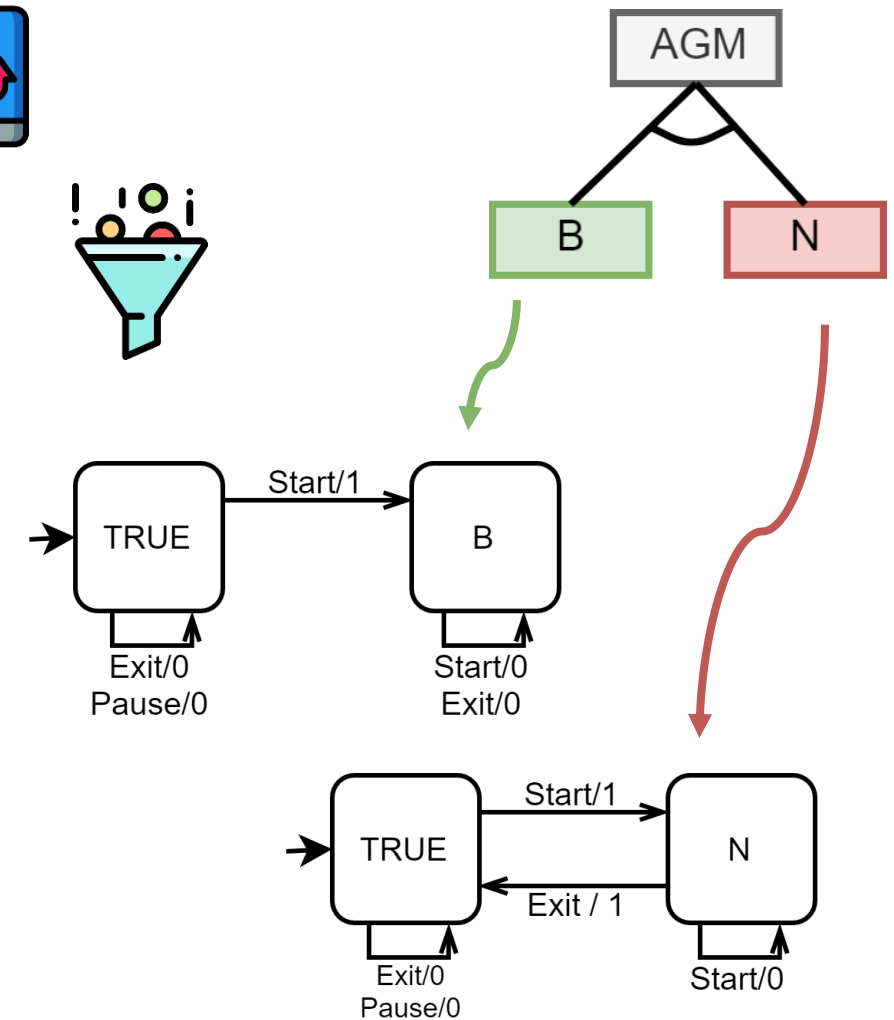 AGM
B
N
Start/1
TRUE
B
Exit/0
Pause/0
Start/0
Exit/0
Start/1
TRUE
N
Exit / 1
Exit/0
Pause/0
Start/0